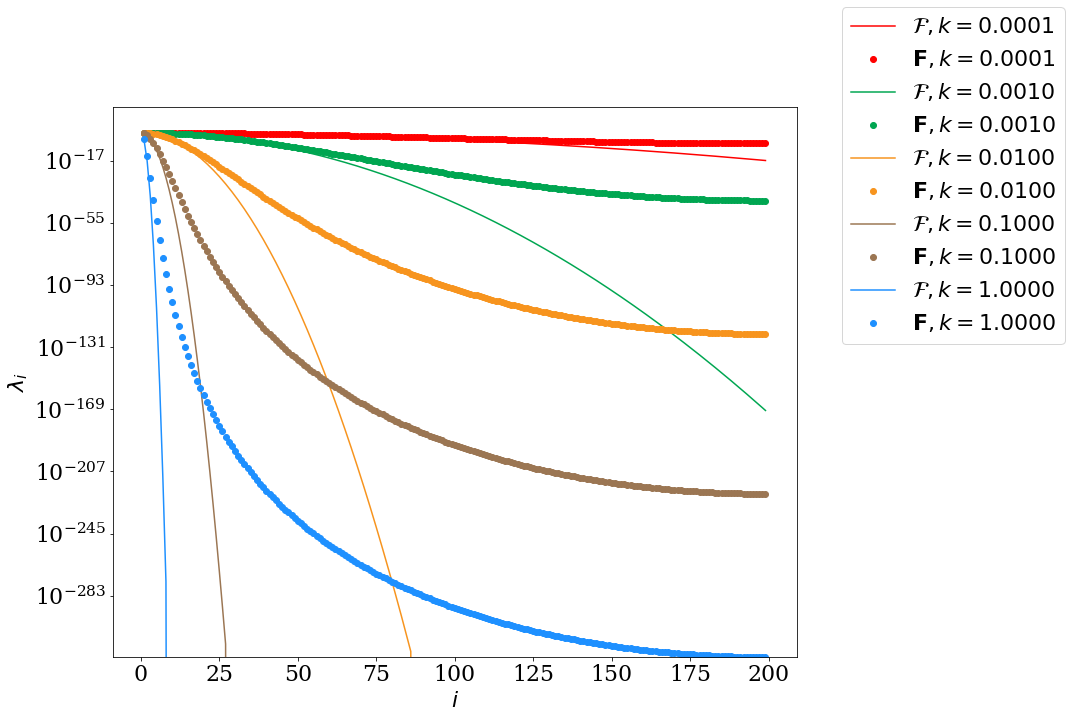 𝓕, k = 0.0001
𝐅, k = 0.0001
𝓕, k = 0.0010
𝐅, k = 0.0010
𝓕, k = 0.0100
𝐅, k = 0.0100
𝓕, k = 0.1000
𝐅, k = 0.1000
𝓕, k = 1.0000
𝐅, k = 1.0000
10⁻¹⁷
10⁻⁵⁵
10⁻⁹³
10⁻¹³¹
10⁻¹⁶⁹
10⁻²⁰⁷
10⁻²⁴⁵
10⁻²⁸³
λᵢ
0 25 50 75 100 125 150 175 200
i